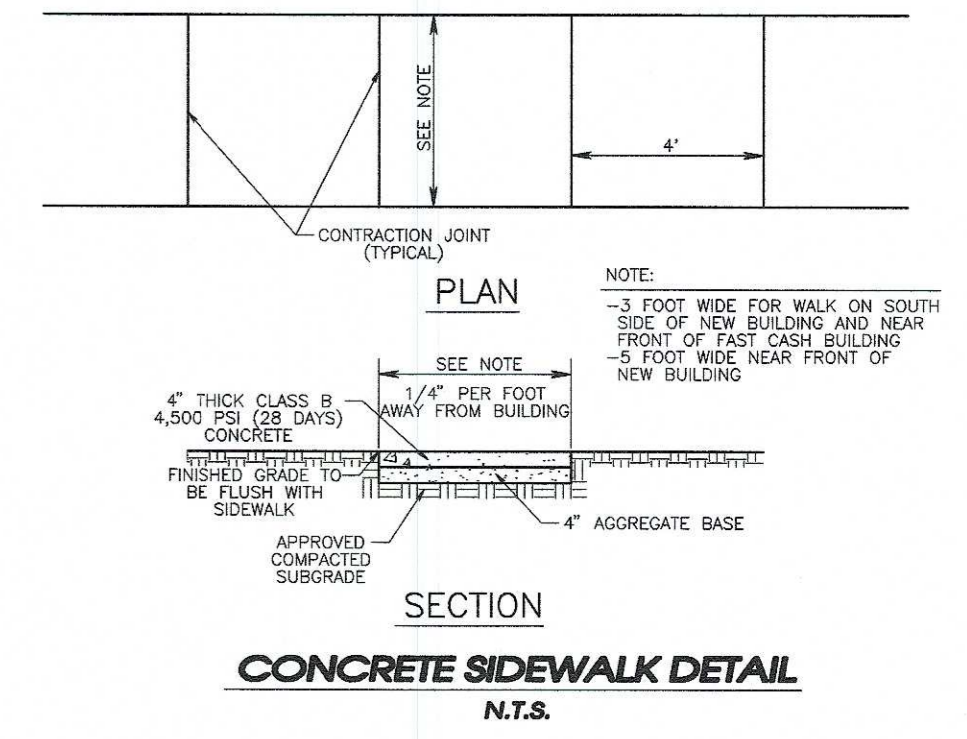 SEE NOTE
4'
CONTRACTION JOINT
(TYPICAL)
PLAN
NOTE:
-3 FOOT WIDE FOR WALK ON SOUTH
SIDE OF NEW BUILDING AND NEAR
FRONT OF FAST CASH BUILDING
-5 FOOT WIDE NEAR FRONT OF
NEW BUILDING
SEE NOTE
1/4" PER FOOT
AWAY FROM BUILDING
4" THICK CLASS B
4,500 PSI (28 DAYS)
CONCRETE
FINISHED GRADE TO
BE FLUSH WITH
SIDEWALK
4" AGGREGATE BASE
APPROVED
COMPACTED
SUBGRADE
SECTION
CONCRETE SIDEWALK DETAIL
N.T.S.